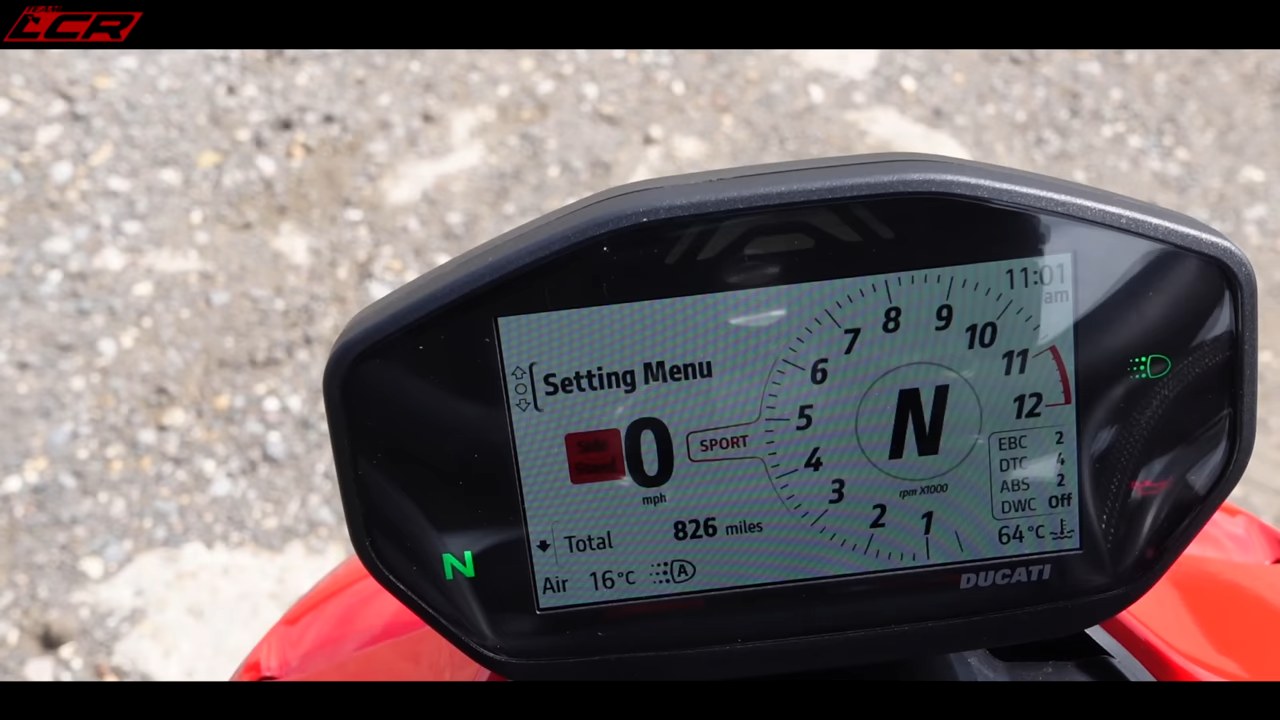 LCR
11:01
am
Setting Menu
Side
Stand
0
mph
SPORT
1
2
3
4
5
6
7
8
9
10
11
12
N
rpm X1000
EBC 2
DTC 4
ABS 2
DWC Off
Total 826 miles
64°C
Air 16°C A
N
DUCATI